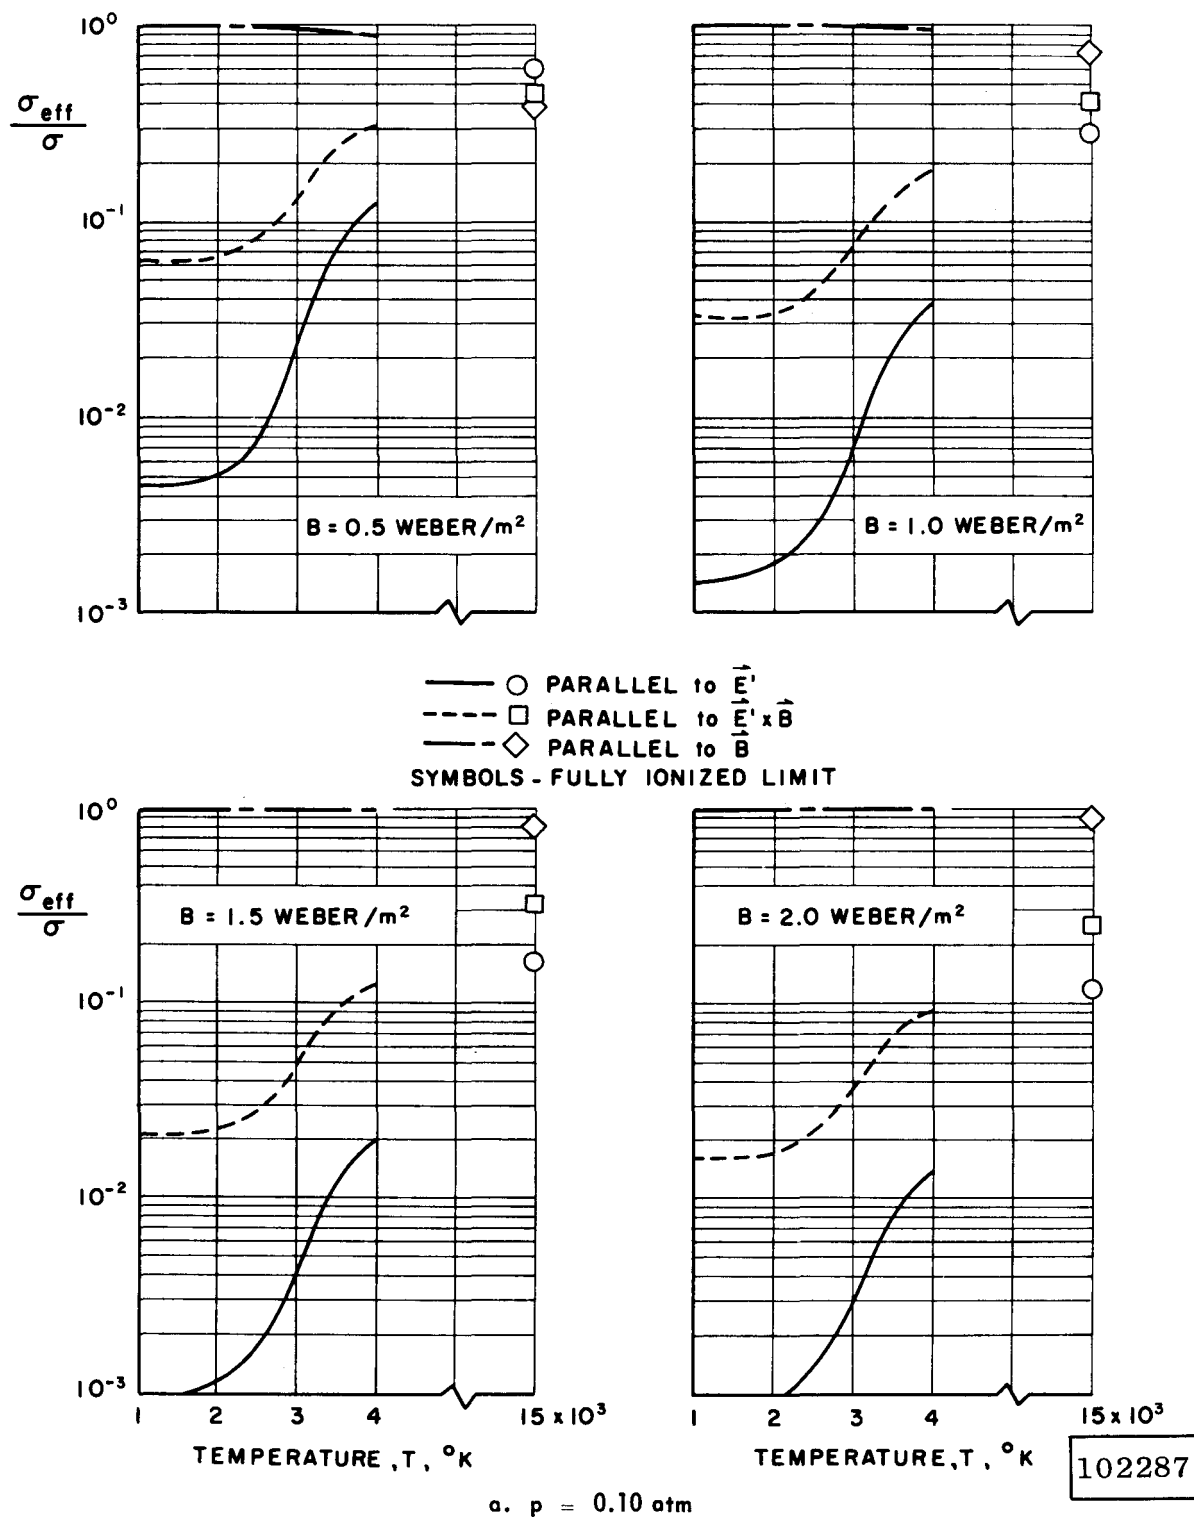 10⁰
σeff/σ
10⁻¹
10⁻²
10⁻³
B = 0.5 WEBER/m²
B = 1.0 WEBER/m²
PARALLEL to E⃗'
PARALLEL to E⃗' x B⃗
PARALLEL to B⃗
SYMBOLS - FULLY IONIZED LIMIT
10⁰
σeff/σ
10⁻¹
10⁻²
10⁻³
B = 1.5 WEBER/m²
B = 2.0 WEBER/m²
1 2 3 4 15 x 10³
1 2 3 4 15 x 10³
TEMPERATURE, T, °K
TEMPERATURE, T, °K
102287
a. p = 0.10 atm